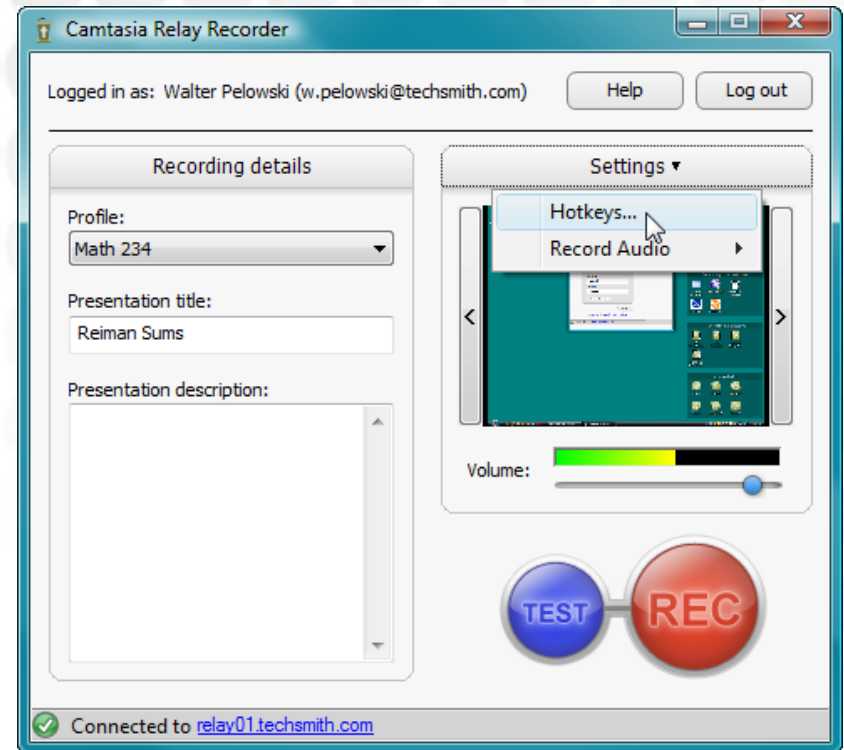 Camtasia Relay Recorder
Logged in as: Walter Pelowski (w.pelowski@techsmith.com)
Help
Log out
Recording details
Settings
Profile:
Math 234
Presentation title:
Reiman Sums
Presentation description:
Hotkeys...
Record Audio
Volume:
TEST
REC
Connected to relay01.techsmith.com